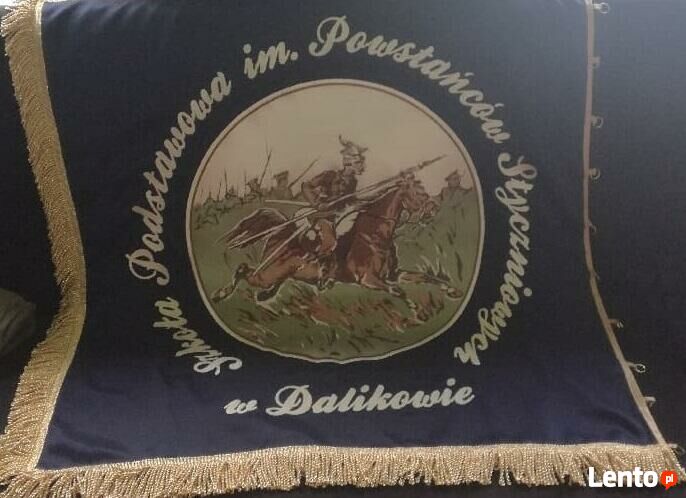 Szkoła Podstawowa im. Powstańców Styczniowych
w Dalikowie
Lento.pl